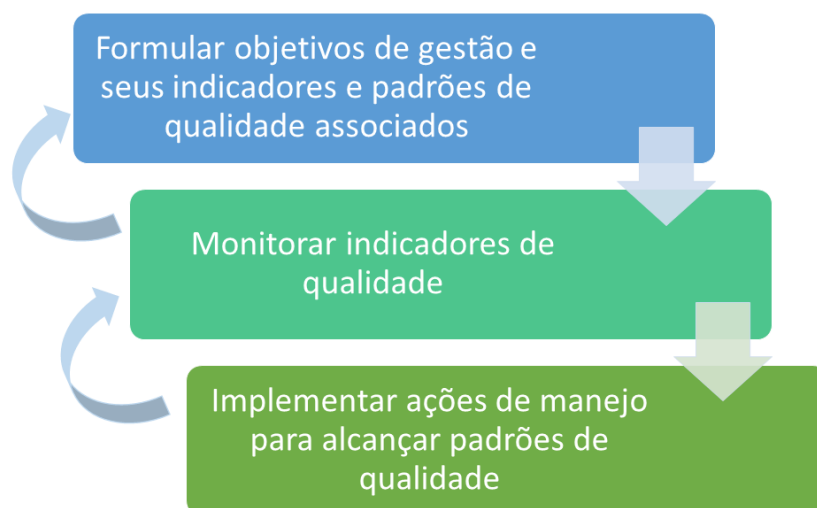 Formular objetivos de gestão e
seus indicadores e padrões de
qualidade associados
Monitorar indicadores de
qualidade
Implementar ações de manejo
para alcançar padrões de
qualidade